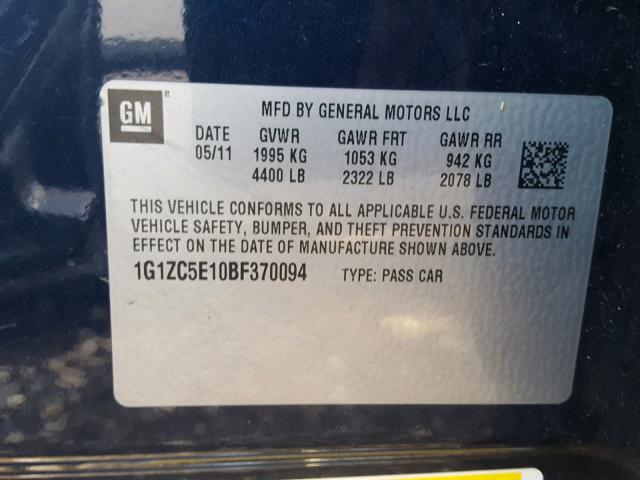 GM®
MFD BY GENERAL MOTORS LLC
DATE GVWR GAWR FRT GAWR RR
05/11 1995 KG 1053 KG 942 KG
4400 LB 2322 LB 2078 LB
THIS VEHICLE CONFORMS TO ALL APPLICABLE U.S. FEDERAL MOTOR
VEHICLE SAFETY, BUMPER, AND THEFT PREVENTION STANDARDS IN
EFFECT ON THE DATE OF MANUFACTURE SHOWN ABOVE.
1G1ZC5E10BF370094 TYPE: PASS CAR